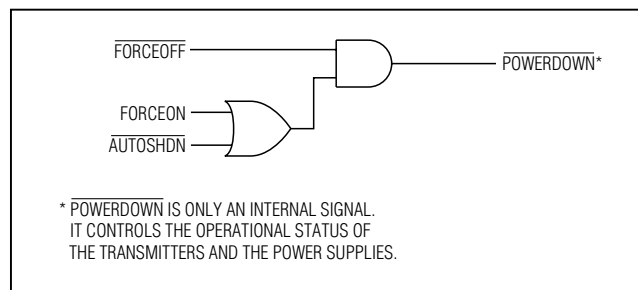 FORCEOFF
POWERDOWN*
FORCEON
AUTOSHDN
* POWERDOWN IS ONLY AN INTERNAL SIGNAL.
IT CONTROLS THE OPERATIONAL STATUS OF
THE TRANSMITTERS AND THE POWER SUPPLIES.